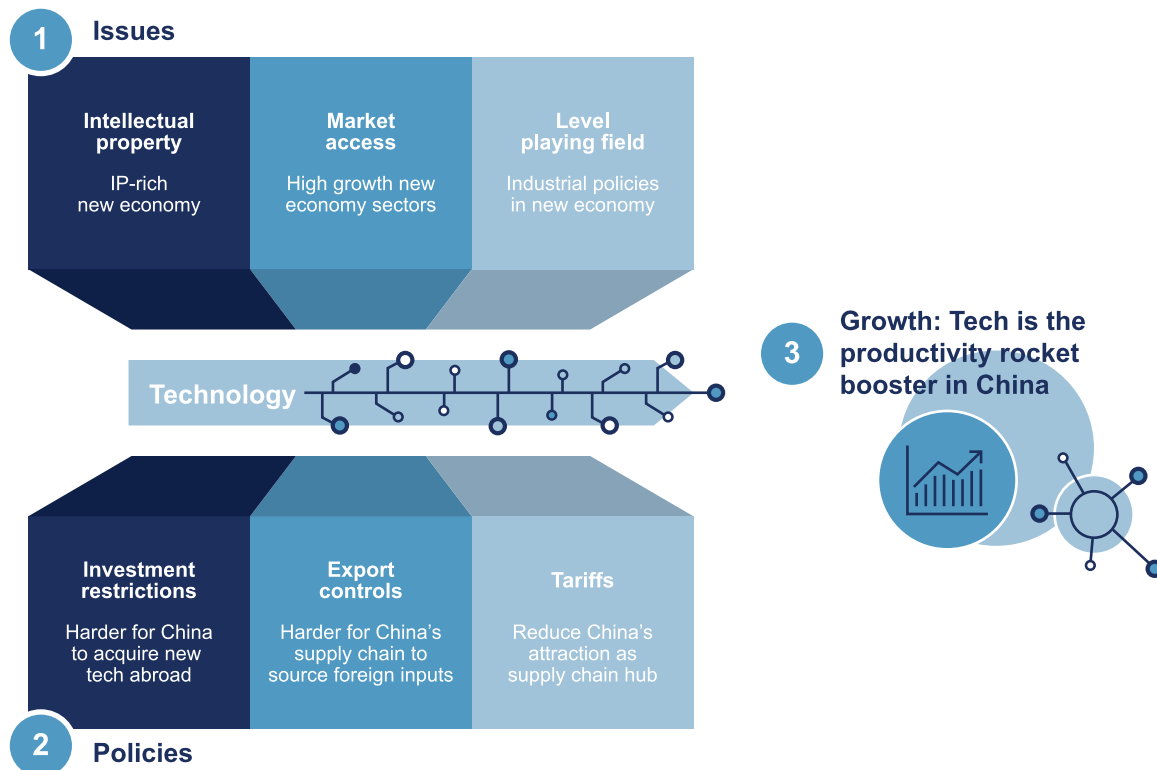 1
Issues
Intellectual
property
IP-rich
new economy
Market
access
High growth new
economy sectors
Level
playing field
Industrial policies
in new economy
Technology
3
Growth: Tech is the
productivity rocket
booster in China
Investment
restrictions
Harder for China
to acquire new
tech abroad
Export
controls
Harder for China’s
supply chain to
source foreign inputs
Tariffs
Reduce China’s
attraction as
supply chain hub
2
Policies